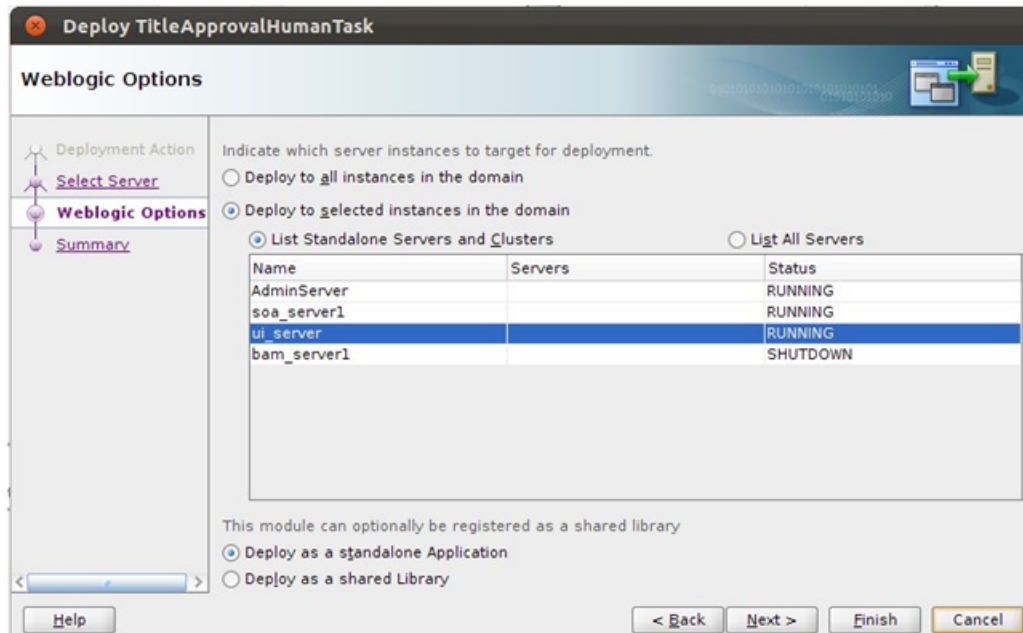 Deploy TitleApprovalHumanTask
Weblogic Options
Deployment Action
Select Server
Weblogic Options
Summary
Indicate which server instances to target for deployment.
Deploy to all instances in the domain
Deploy to selected instances in the domain
List Standalone Servers and Clusters
List All Servers
Name Servers Status
AdminServer RUNNING
soa_server1 RUNNING
ui_server RUNNING
bam_server1 SHUTDOWN
This module can optionally be registered as a shared library
Deploy as a standalone Application
Deploy as a shared Library
Help < Back Next > Finish Cancel